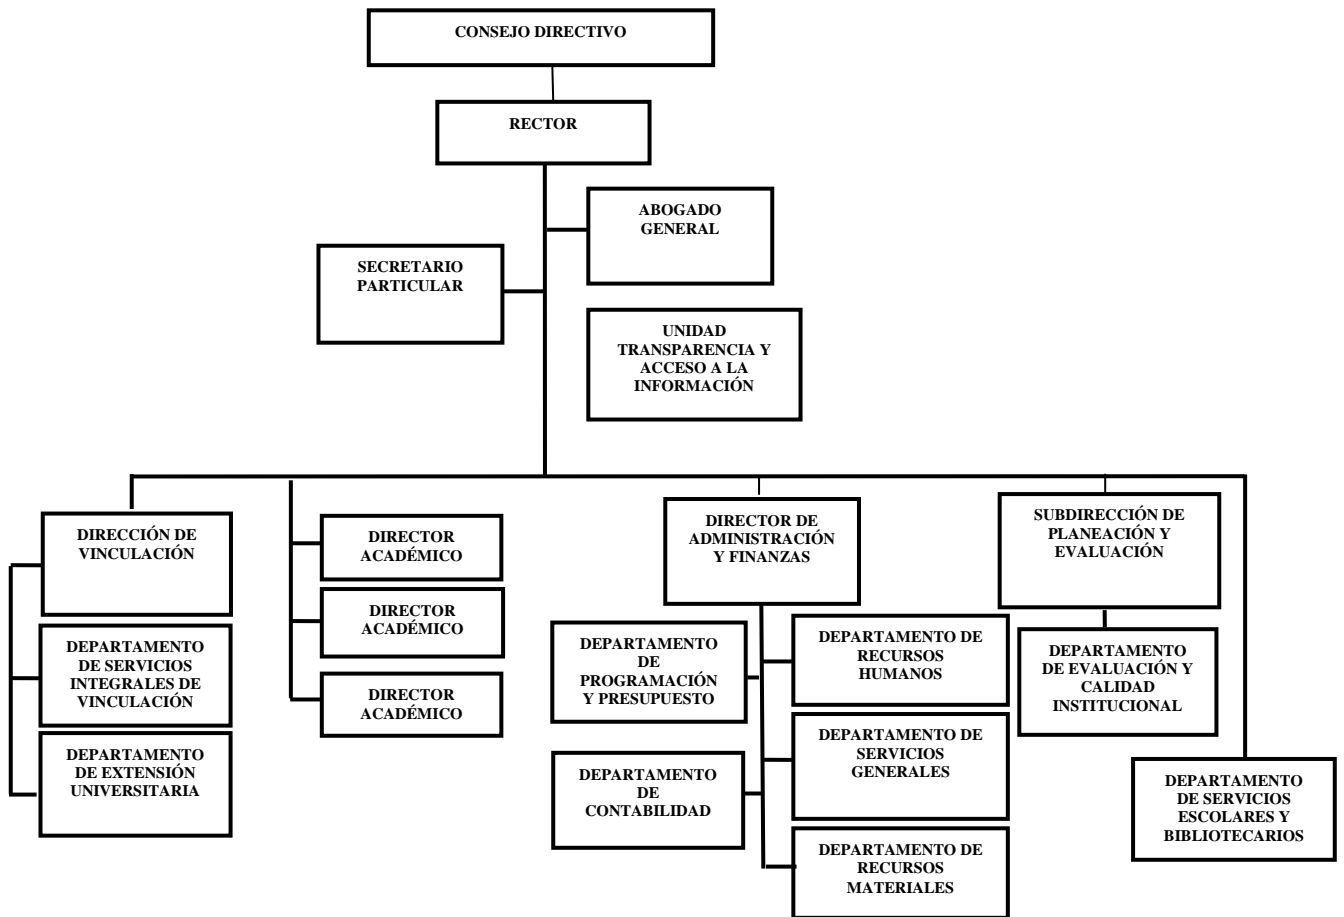 CONSEJO DIRECTIVO
RECTOR
ABOGADO
GENERAL
SECRETARIO
PARTICULAR
UNIDAD
TRANSPARENCIA Y
ACCESO A LA
INFORMACIÓN
DIRECCIÓN DE
VINCULACIÓN
DEPARTAMENTO
DE SERVICIOS
INTEGRALES DE
VINCULACIÓN
DEPARTAMENTO
DE EXTENSIÓN
UNIVERSITARIA
DIRECTOR
ACADÉMICO
DIRECTOR
ACADÉMICO
DIRECTOR
ACADÉMICO
DIRECTOR DE
ADMINISTRACIÓN
Y FINANZAS
DEPARTAMENTO
DE
PROGRAMACIÓN
Y PRESUPUESTO
DEPARTAMENTO
DE
CONTABILIDAD
DEPARTAMENTO DE
RECURSOS
HUMANOS
DEPARTAMENTO DE
SERVICIOS
GENERALES
DEPARTAMENTO DE
RECURSOS
MATERIALES
SUBDIRECCIÓN DE
PLANEACIÓN Y
EVALUACIÓN
DEPARTAMENTO
DE EVALUACIÓN Y
CALIDAD
INSTITUCIONAL
DEPARTAMENTO
DE SERVICIOS
ESCOLARES Y
BIBLIOTECARIOS